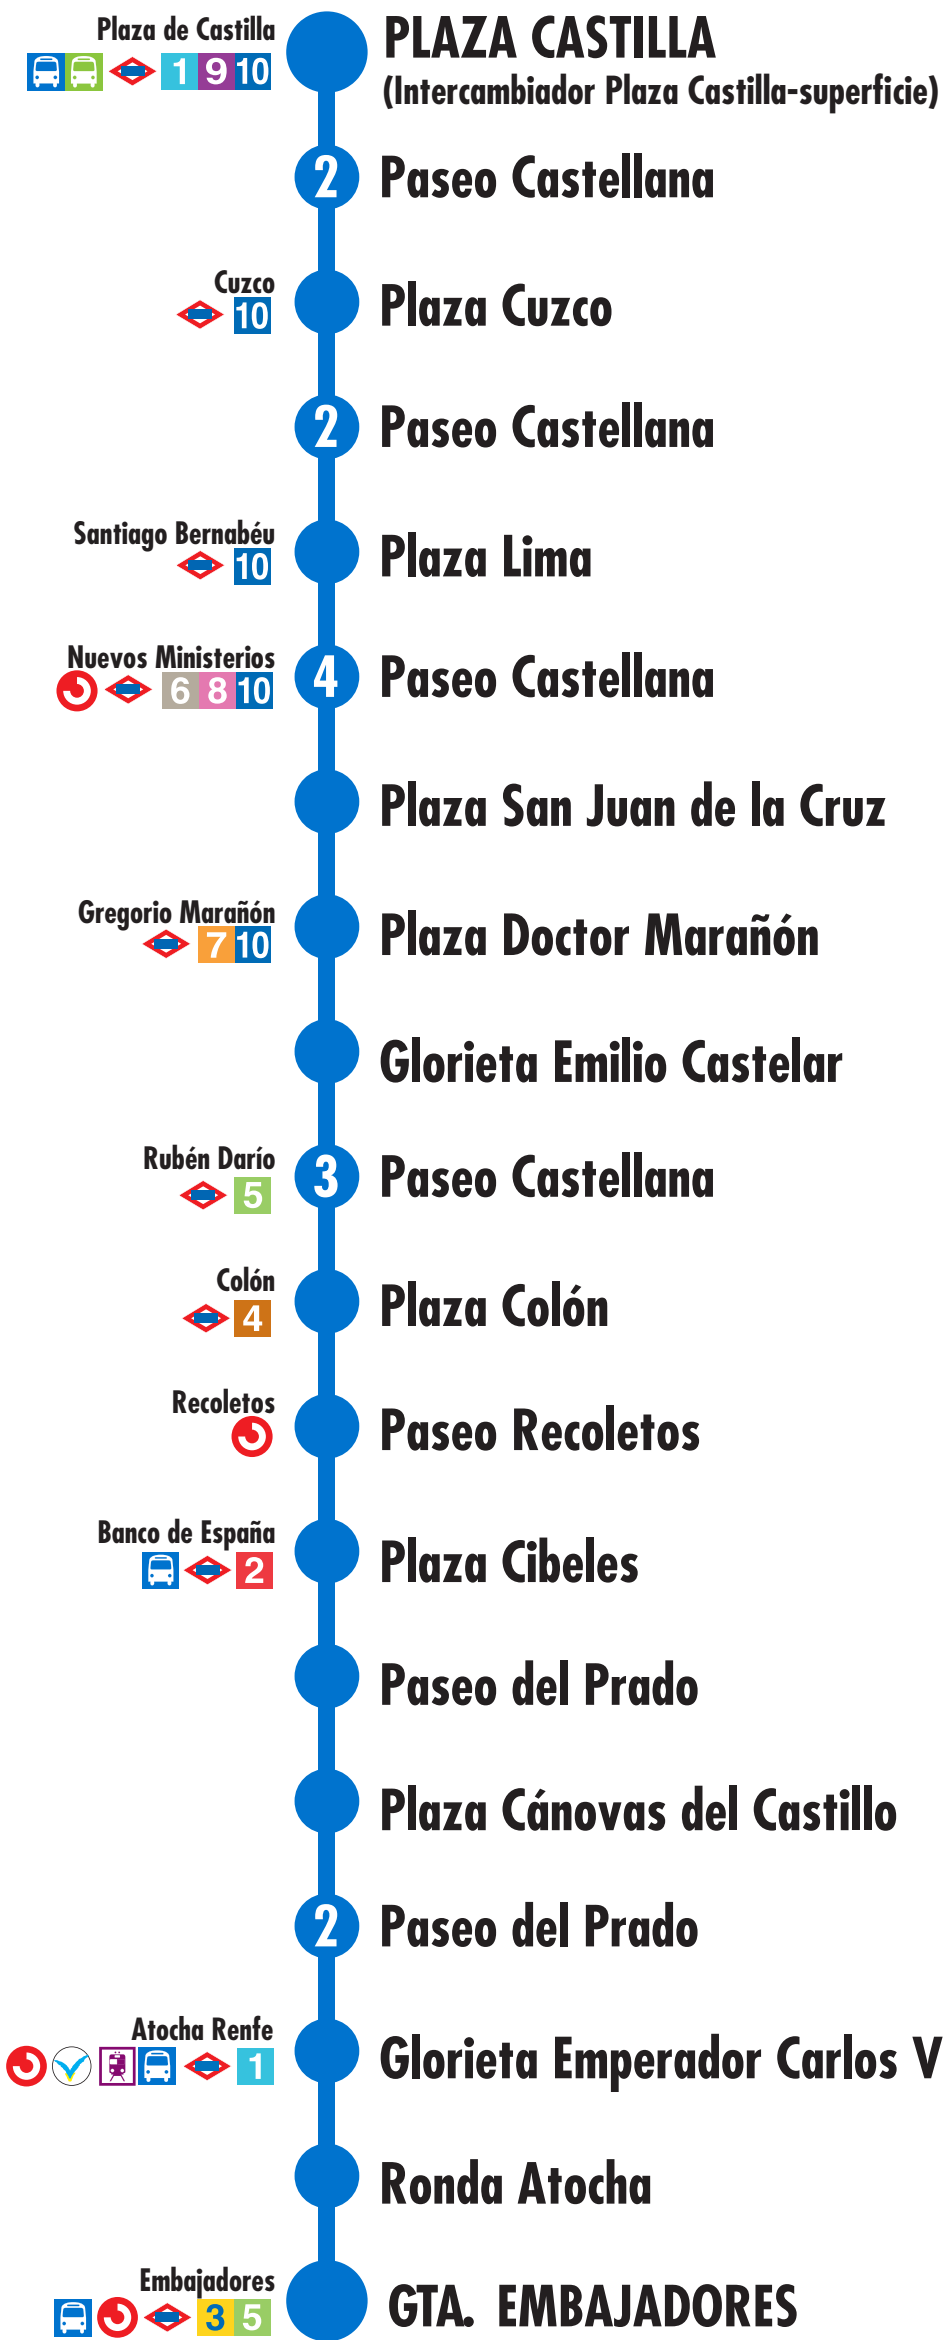 Plaza de Castilla
1 9 10
PLAZA CASTILLA
(Intercambiador Plaza Castilla-superficie)
2 Paseo Castellana
Cuzco
10
Plaza Cuzco
2 Paseo Castellana
Santiago Bernabéu
10
Plaza Lima
Nuevos Ministerios
6 8 10
4 Paseo Castellana
Plaza San Juan de la Cruz
Gregorio Marañón
7 10
Plaza Doctor Marañón
Glorieta Emilio Castelar
Rubén Darío
5
3 Paseo Castellana
Colón
4
Plaza Colón
Recoletos
Paseo Recoletos
Banco de España
2
Plaza Cibeles
Paseo del Prado
Plaza Cánovas del Castillo
2 Paseo del Prado
Atocha Renfe
1
Glorieta Emperador Carlos V
Ronda Atocha
Embajadores
3 5
GTA. EMBAJADORES